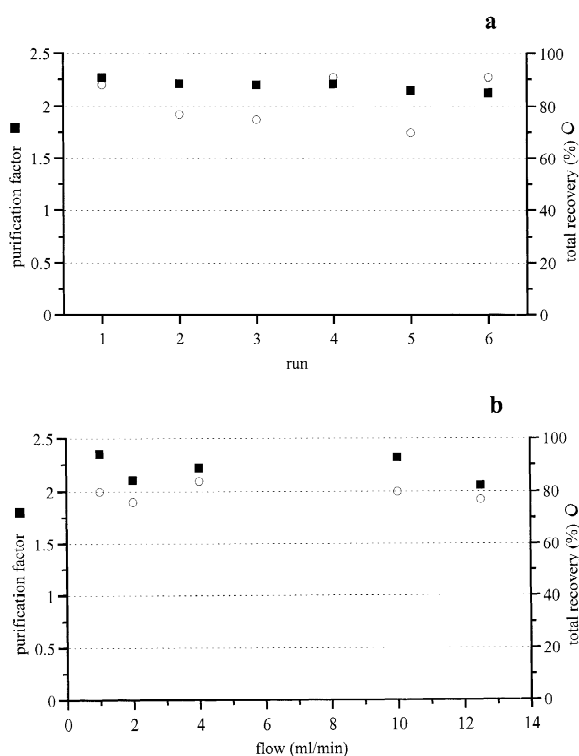 a
2.5
2
1.5
1
0.5
0
purification factor
100
80
60
40
20
0
total recovery (%)
1 2 3 4 5 6
run
b
2.5
2
1.5
1
0.5
0
purification factor
100
80
60
40
20
0
total recovery (%)
0 2 4 6 8 10 12 14
flow (ml/min)